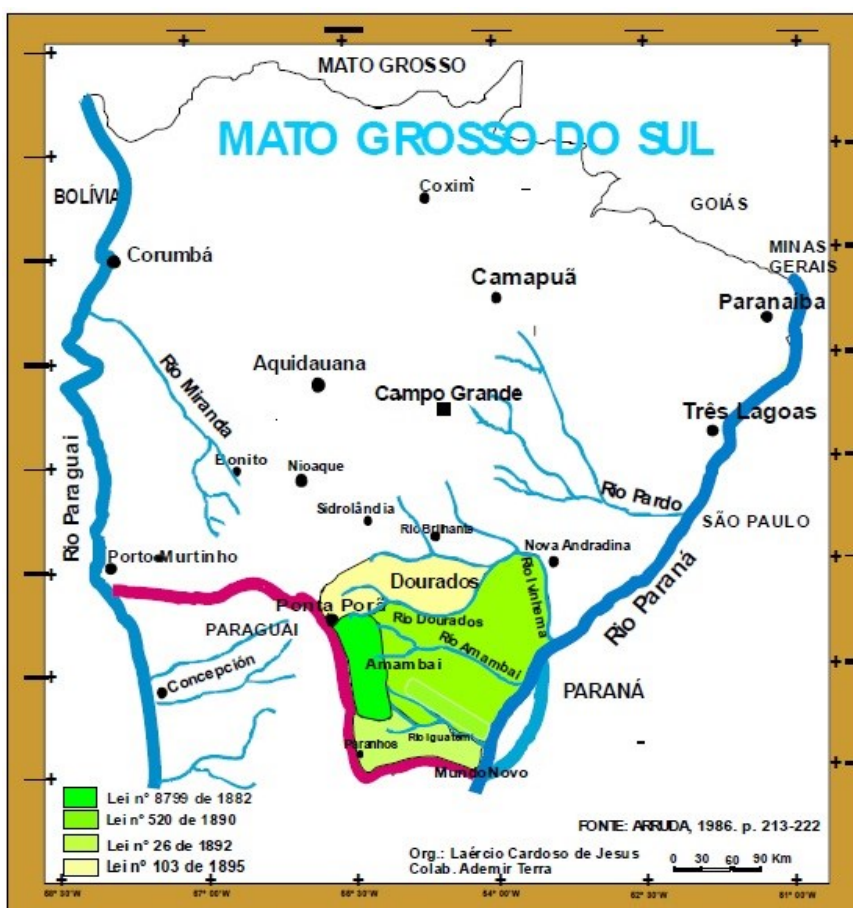 MATO GROSSO
MATO GROSSO DO SUL
Coxim
BOLÍVIA
GOIÁS
Corumbá
MINAS
GERAIS
Camapuã
Paranaíba
Rio Miranda
Aquidauana
Campo Grande
Três Lagoas
Bonito
Nioaque
Rio Pardo
Sidrolândia
SÃO PAULO
Rio Brilhante
Rio Paraguai
Nova Andradina
Porto Murtinho
Dourados
Rio Ivinhema
Rio Paraná
Ponta Porã
Rio Dourados
PARAGUAI
Rio Amambai
Amambai
Concepción
PARANÁ
Rio Iguatemi
Paranhos
Mundo Novo
Lei nº 8799 de 1882
Lei nº 520 de 1890
Lei nº 26 de 1892
Lei nº 103 de 1895
FONTE: ARRUDA, 1986. p. 213-222
Org.: Laércio Cardoso de Jesus
Colab. Ademir Terra
0 30 60 90 Km